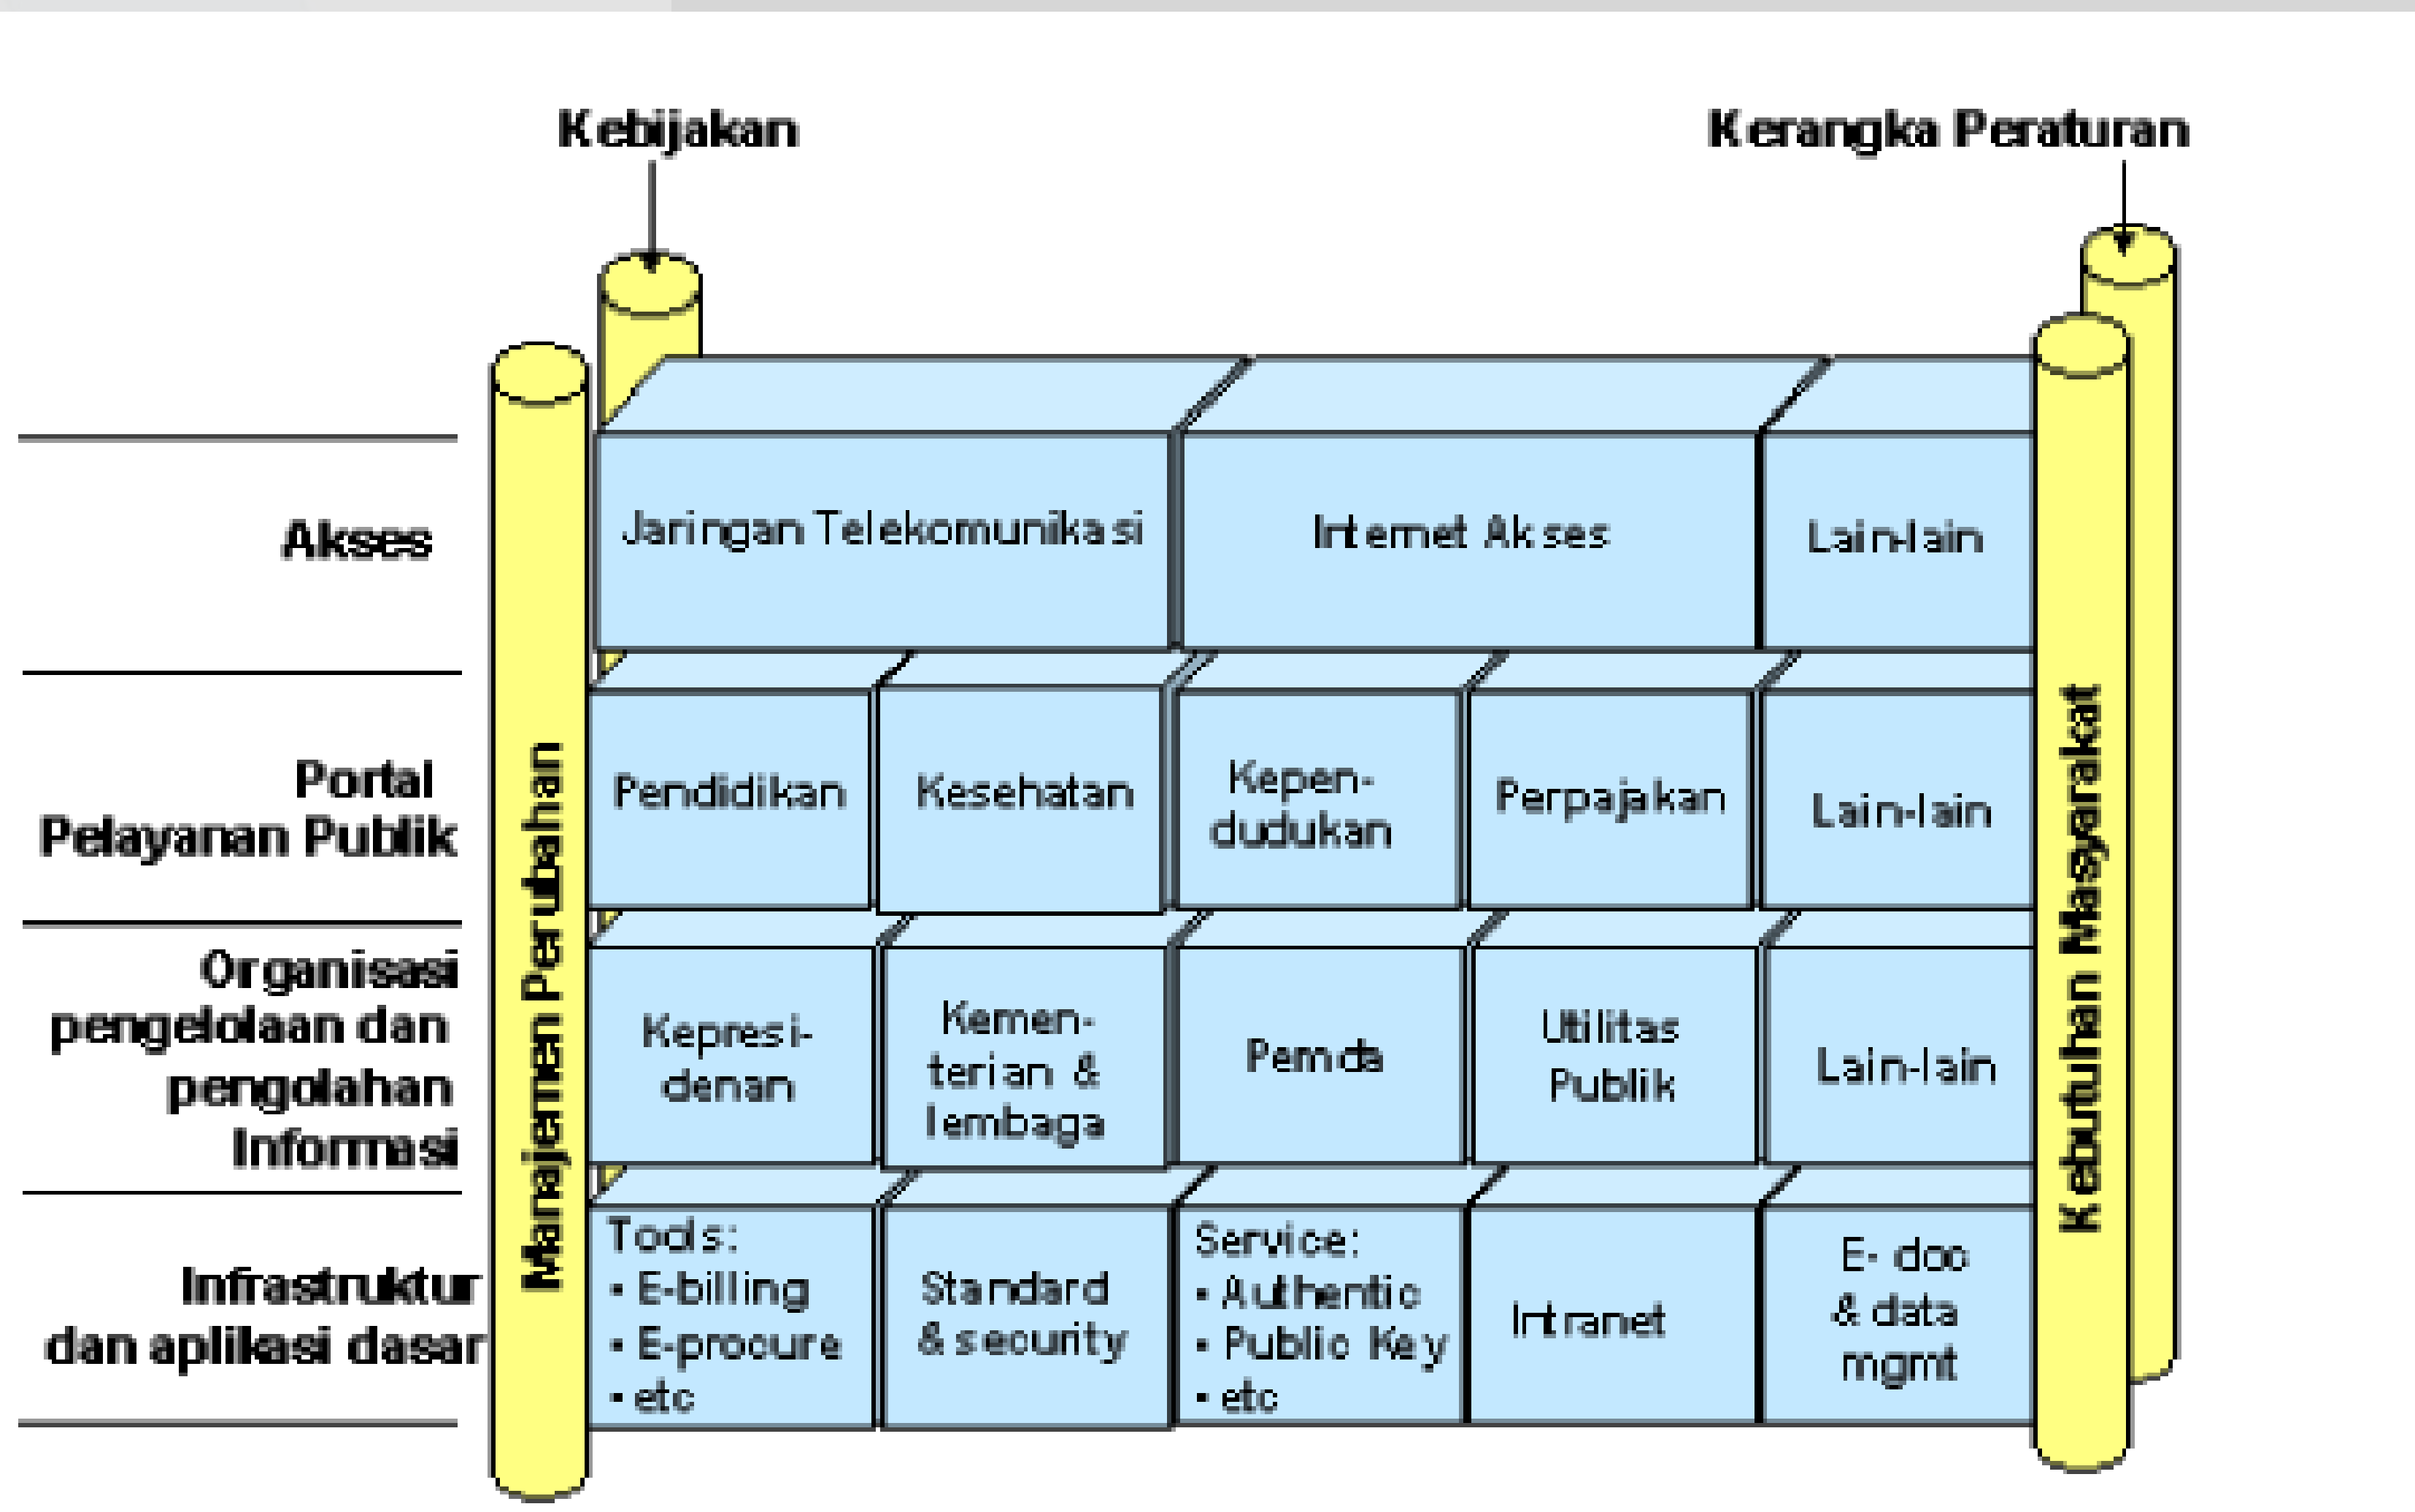 Kebijakan
Kerangka Peraturan
Akses
Jaringan Telekomunikasi
Internet Akses
Lain-lain
Portal
Pelayanan Publik
Pendidikan
Kesehatan
Kepen-
dudukan
Perpajakan
Lain-lain
Organisasi
pengelolaan dan
pengolahan
Informasi
Kepresi-
denan
Kemen-
terian &
lembaga
Pemda
Utilitas
Publik
Lain-lain
Infrastruktur
dan aplikasi dasar
Tools:
▪ E-billing
▪ E-procure
▪ etc
Standard
& security
Service:
▪ Authentic
▪ Public Key
▪ etc
Intranet
E- doc
& data
mgmt
Manajemen Perubahan
Kebutuhan Masyarakat